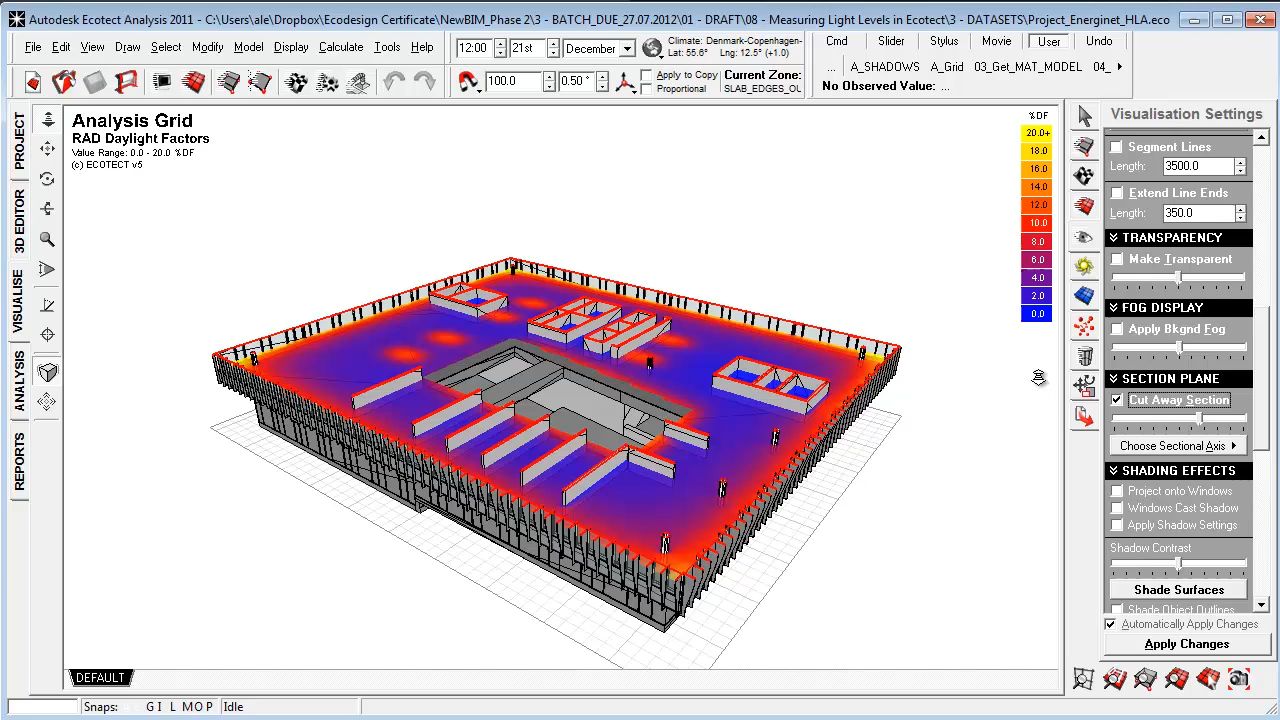 Autodesk Ecotect Analysis 2011 - C:\Users\ale\Dropbox\Ecodesign Certificate\NewBIM_Phase 2\3 - BATCH_DUE_27.07.2012\01 - DRAFT\08 - Measuring Light Levels in Ecotect\3 - DATASETS\Project_Energinet_HLA.eco
File Edit View Draw Select Modify Model Display Calculate Tools Help
12:00 21st December
Climate: Denmark-Copenhagen-
Lat: 55.6° Lng: 12.5° (+1.0)
Cmd Slider Stylus Movie User Undo
... A_SHADOWS A_Grid 03_Get_MAT_MODEL 04_
No Observed Value: ...
100.0 0.50°
Apply to Copy
Proportional
Current Zone:
SLAB_EDGES_OL
PROJECT
3D EDITOR
VISUALISE
ANALYSIS
REPORTS
Analysis Grid
RAD Daylight Factors
Value Range: 0.0 - 20.0 %DF
(c) ECOTECT v5
%DF
20.0+
18.0
16.0
14.0
12.0
10.0
8.0
6.0
4.0
2.0
0.0
Visualisation Settings
Segment Lines
Length: 3500.0
Extend Line Ends
Length: 350.0
TRANSPARENCY
Make Transparent
FOG DISPLAY
Apply Bkgnd Fog
SECTION PLANE
Cut Away Section
Choose Sectional Axis
SHADING EFFECTS
Project onto Windows
Windows Cast Shadow
Apply Shadow Settings
Shadow Contrast
Shade Surfaces
Shade Object Outlines
Automatically Apply Changes
Apply Changes
DEFAULT
Snaps: G I L M O P Idle